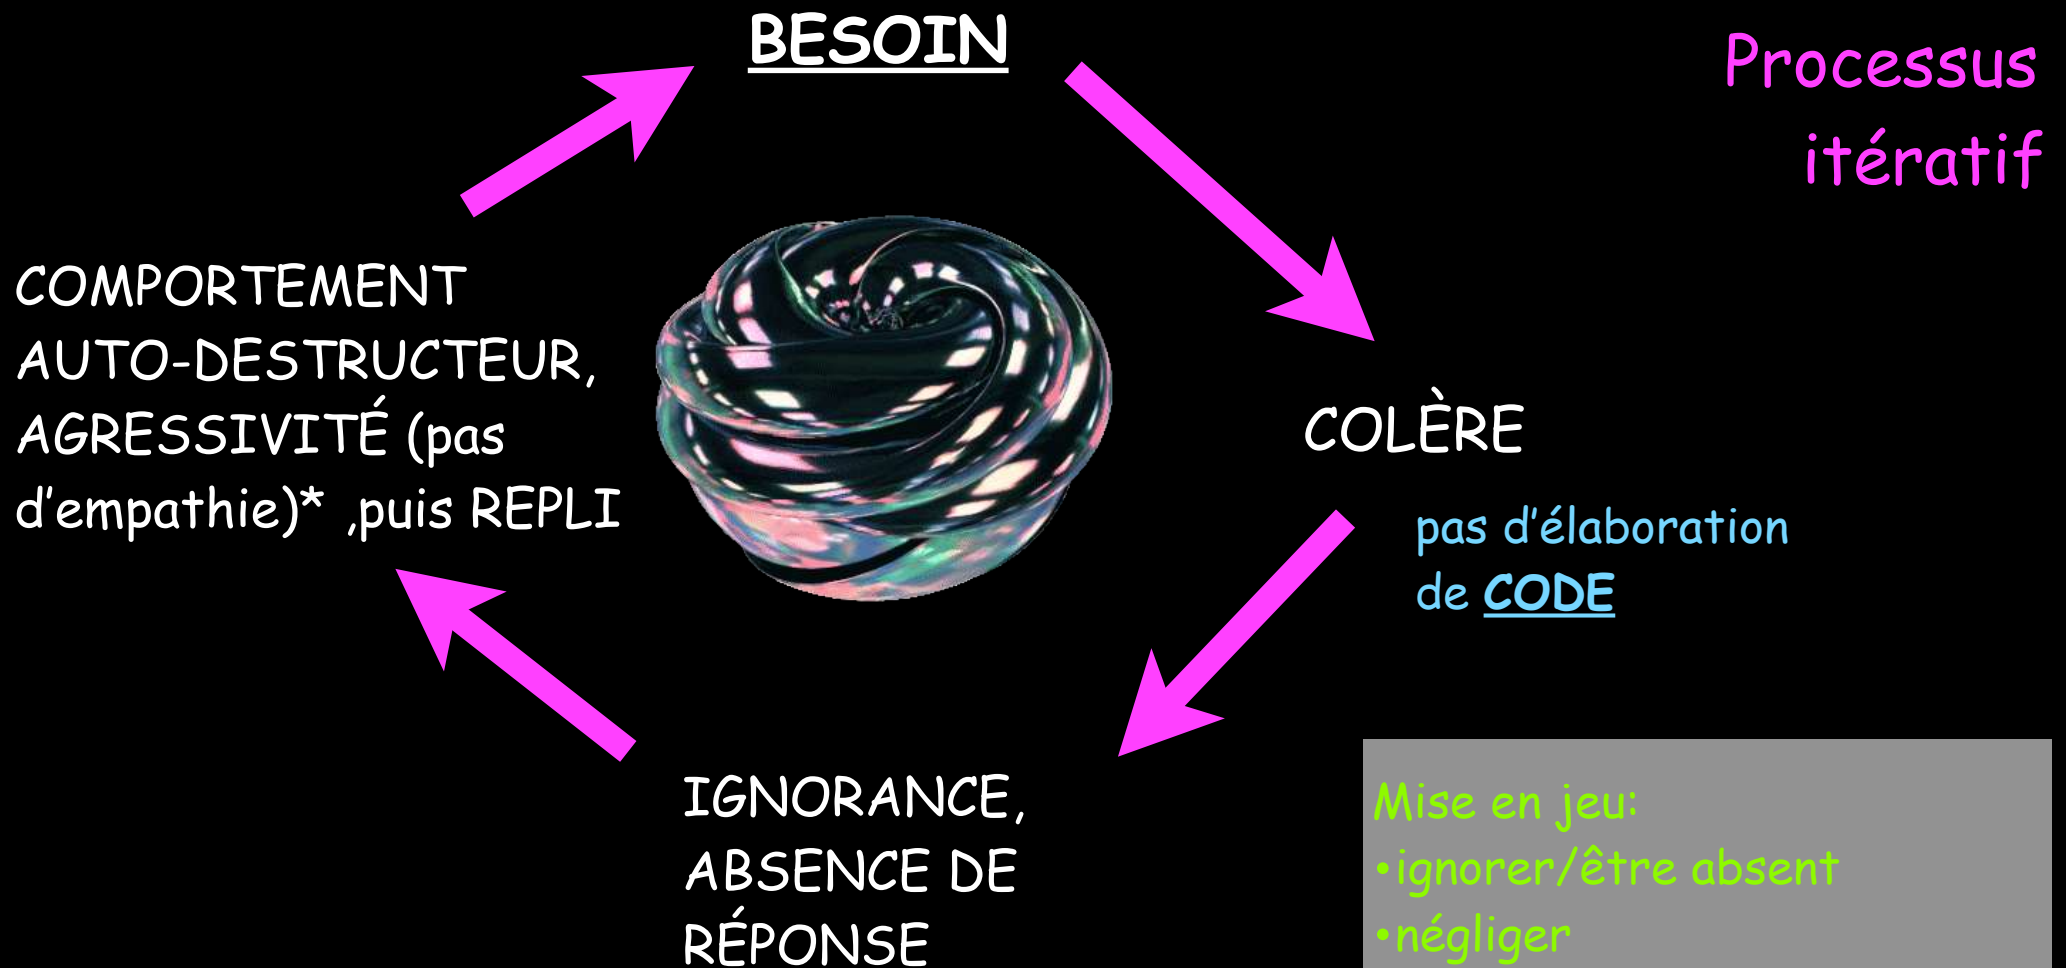 BESOIN
Processus
itératif
COMPORTEMENT
AUTO-DESTRUCTEUR,
AGRESSIVITÉ (pas
d'empathie)* ,puis REPLI
COLÈRE
pas d'élaboration
de CODE
IGNORANCE,
ABSENCE DE
RÉPONSE
Mise en jeu:
•ignorer/être absent
•négliger